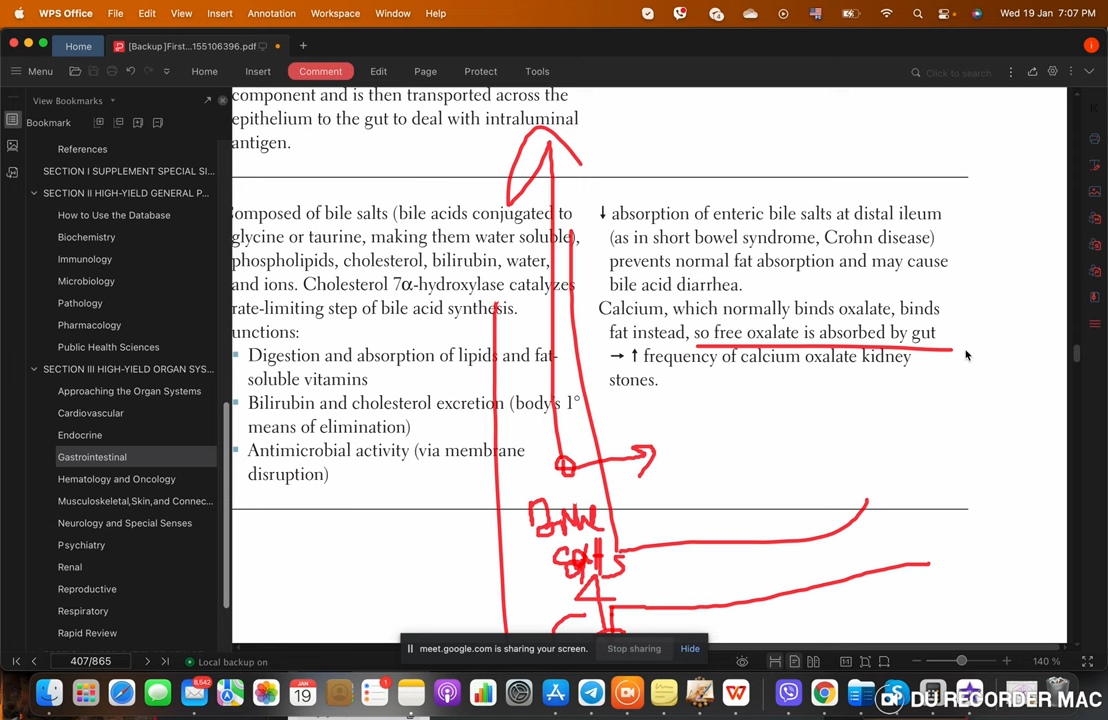 WPS Office File Edit View Insert Annotation Workspace Window Help
Wed 19 Jan 7:07 PM
Home
[Backup]First...155106396.pdf
Menu
Home Insert Comment Edit Page Protect Tools
Click to search
View Bookmarks
Bookmark
References
SECTION I SUPPLEMENT SPECIAL SI...
SECTION II HIGH-YIELD GENERAL P...
How to Use the Database
Biochemistry
Immunology
Microbiology
Pathology
Pharmacology
Public Health Sciences
SECTION III HIGH-YIELD ORGAN SYS...
Approaching the Organ Systems
Cardiovascular
Endocrine
Gastrointestinal
Hematology and Oncology
Musculoskeletal,Skin,and Connec...
Neurology and Special Senses
Psychiatry
Renal
Reproductive
Respiratory
Rapid Review
component and is then transported across the
epithelium to the gut to deal with intraluminal
antigen.
Composed of bile salts (bile acids conjugated to
glycine or taurine, making them water soluble),
phospholipids, cholesterol, bilirubin, water,
and ions. Cholesterol 7α-hydroxylase catalyzes
rate-limiting step of bile acid synthesis.
unctions:
▪ Digestion and absorption of lipids and fat-
soluble vitamins
▪ Bilirubin and cholesterol excretion (body's 1°
means of elimination)
▪ Antimicrobial activity (via membrane
disruption)
↓ absorption of enteric bile salts at distal ileum
(as in short bowel syndrome, Crohn disease)
prevents normal fat absorption and may cause
bile acid diarrhea.
Calcium, which normally binds oxalate, binds
fat instead, so free oxalate is absorbed by gut
→ ↑ frequency of calcium oxalate kidney
stones.
meet.google.com is sharing your screen. Stop sharing Hide
407/865
Local backup on
140 %
8,542
JAN
19
1
DU RECORDER MAC